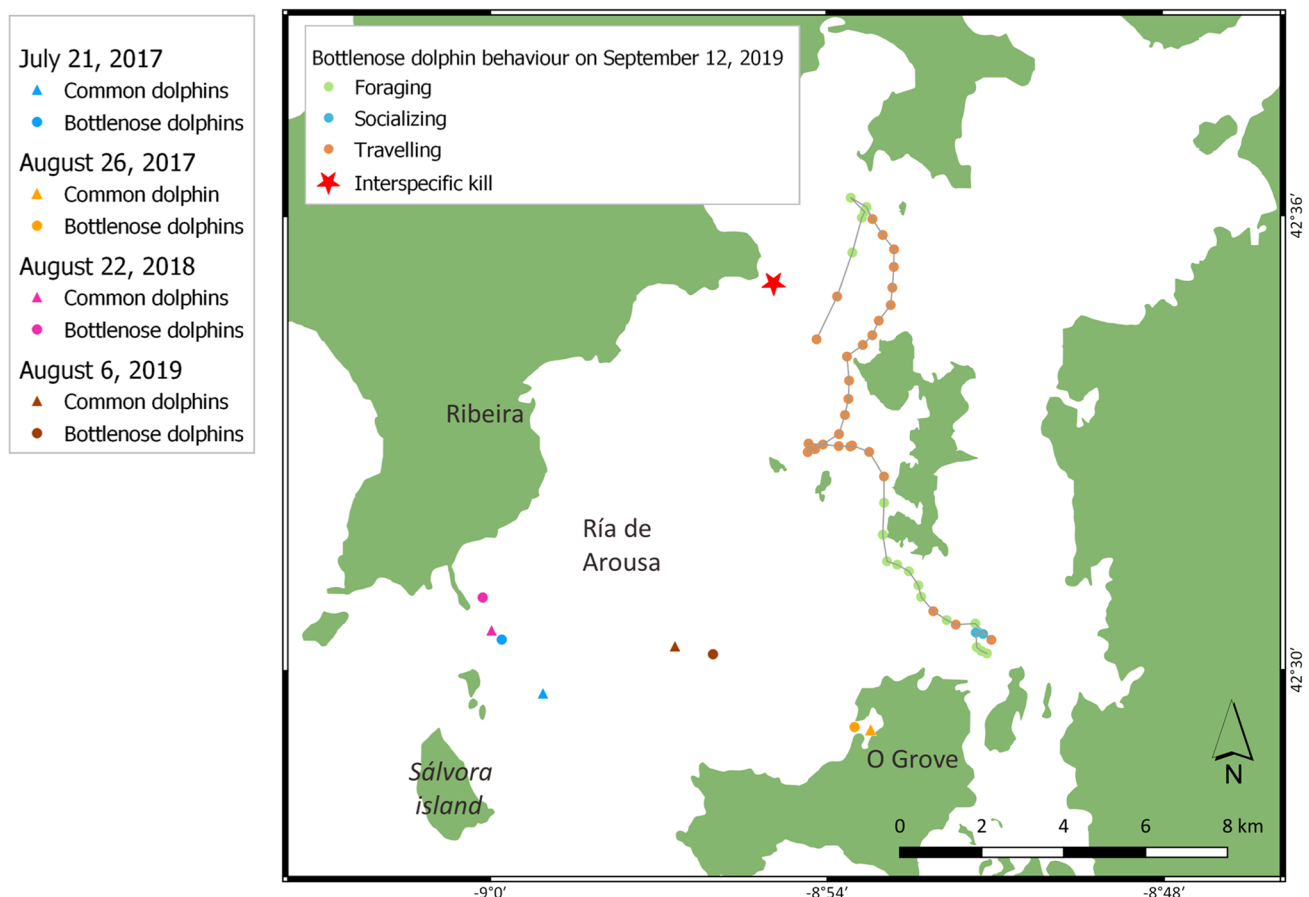 July 21, 2017
Common dolphins
Bottlenose dolphins
August 26, 2017
Common dolphin
Bottlenose dolphins
August 22, 2018
Common dolphins
Bottlenose dolphins
August 6, 2019
Common dolphins
Bottlenose dolphins
Bottlenose dolphin behaviour on September 12, 2019
Foraging
Socializing
Travelling
Interspecific kill
42°36′
Ribeira
Ría de
Arousa
42°30′
Sálvora
island
O Grove
N
0 2 4 6 8 km
-9°0′ -8°54′ -8°48′